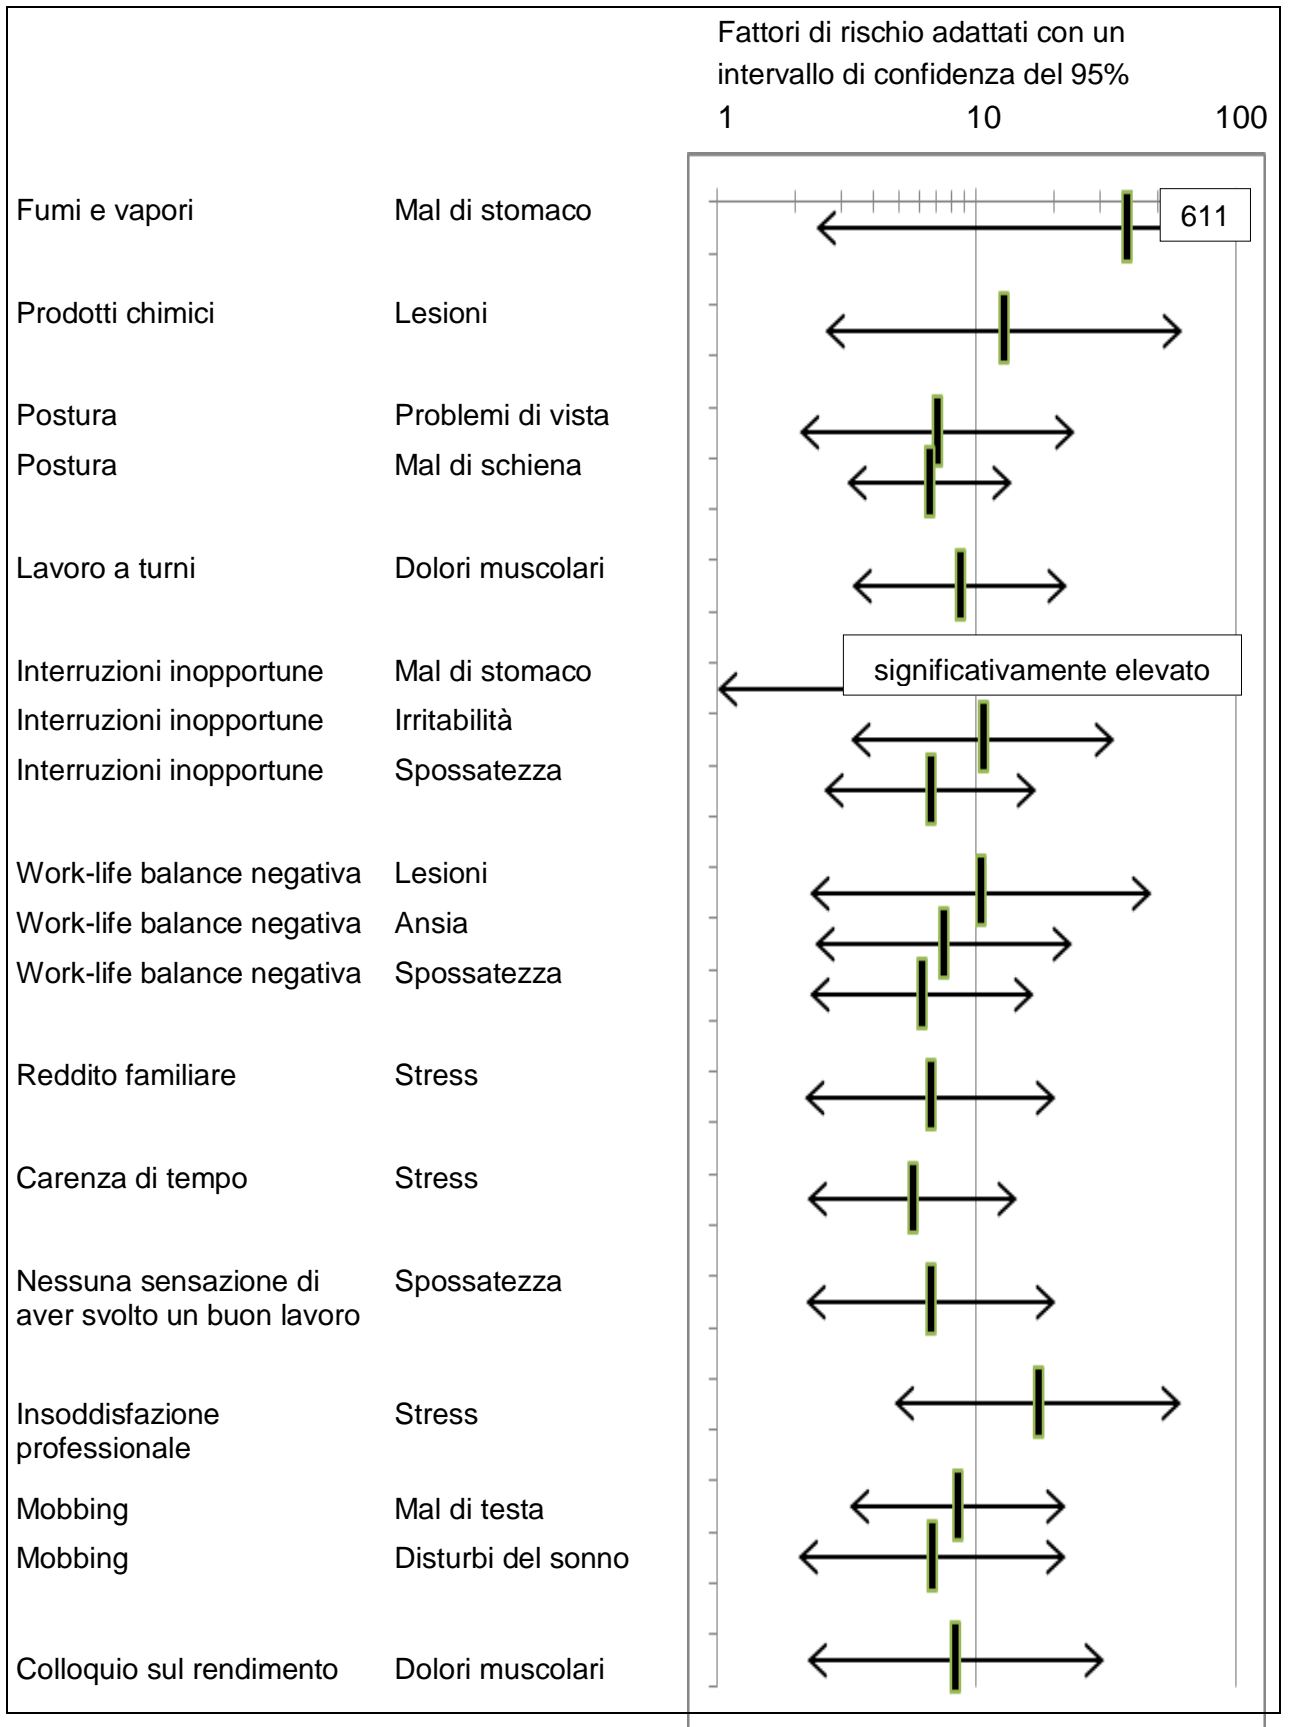 Fattori di rischio adattati con un
intervallo di confidenza del 95%
1 10 100
Fumi e vapori Mal di stomaco 611
Prodotti chimici Lesioni
Postura Problemi di vista
Postura Mal di schiena
Lavoro a turni Dolori muscolari
Interruzioni inopportune Mal di stomaco significativamente elevato
Interruzioni inopportune Irritabilità
Interruzioni inopportune Spossatezza
Work-life balance negativa Lesioni
Work-life balance negativa Ansia
Work-life balance negativa Spossatezza
Reddito familiare Stress
Carenza di tempo Stress
Nessuna sensazione di Spossatezza
aver svolto un buon lavoro
Insoddisfazione Stress
professionale
Mobbing Mal di testa
Mobbing Disturbi del sonno
Colloquio sul rendimento Dolori muscolari